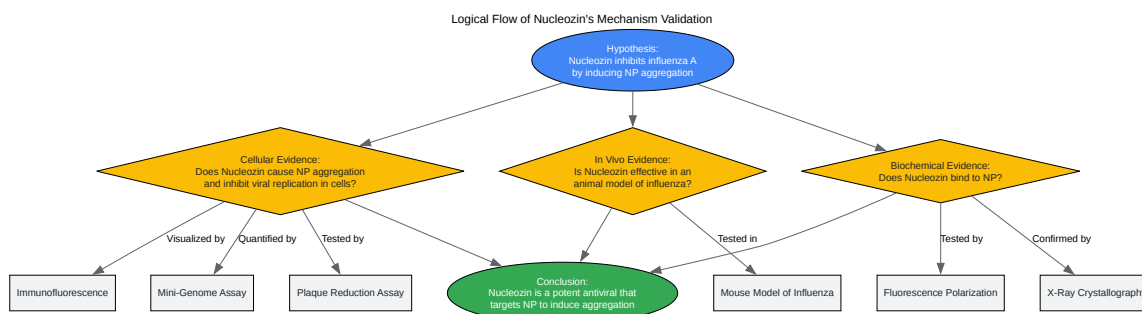 Logical Flow of Nucleozin's Mechanism Validation
Hypothesis:
Nucleozin inhibits influenza A
by inducing NP aggregation
Cellular Evidence:
Does Nucleozin cause NP aggregation
and inhibit viral replication in cells?
In Vivo Evidence:
Is Nucleozin effective in an
animal model of influenza?
Biochemical Evidence:
Does Nucleozin bind to NP?
Visualized by
Quantified by
Tested by
Tested in
Tested by
Confirmed by
Immunofluorescence
Mini-Genome Assay
Plaque Reduction Assay
Conclusion:
Nucleozin is a potent antiviral that
targets NP to induce aggregation
Mouse Model of Influenza
Fluorescence Polarization
X-Ray Crystallography